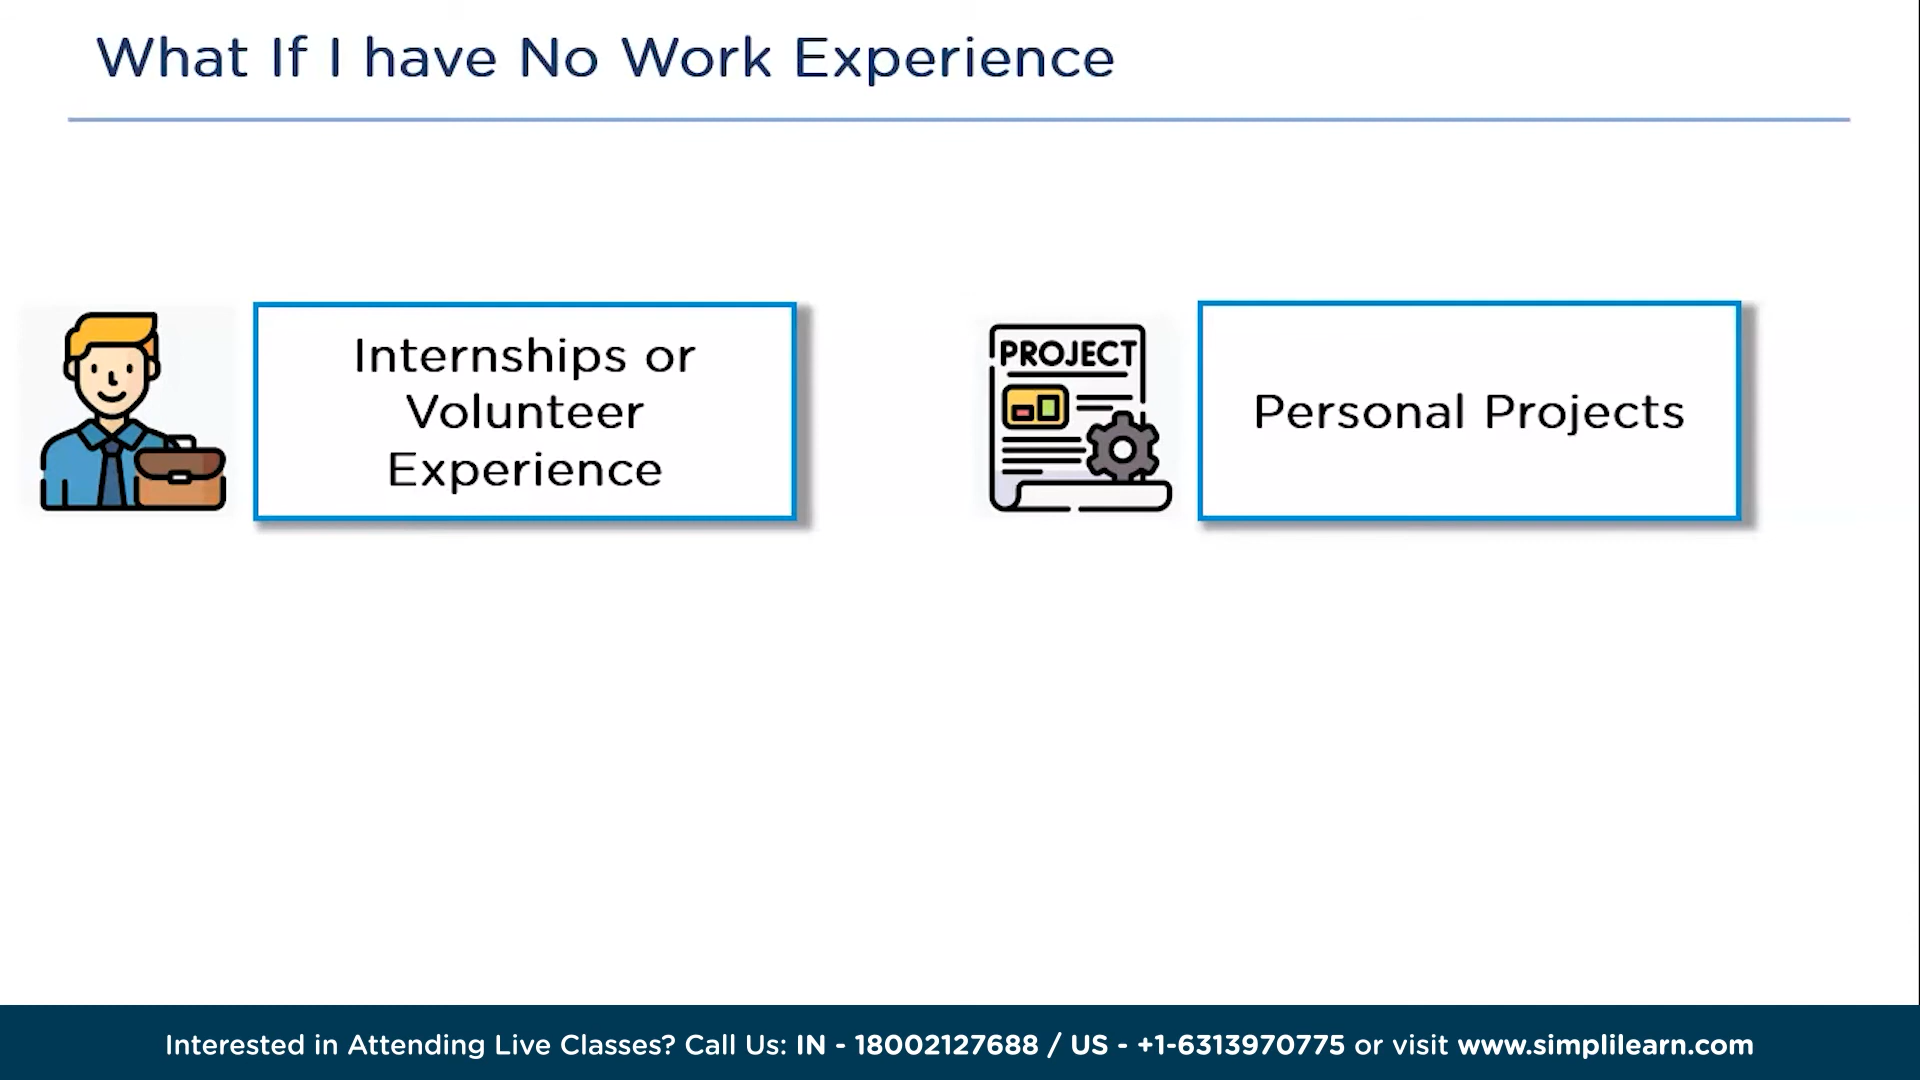 What If I have No Work Experience
Internships or
Volunteer
Experience
PROJECT
Personal Projects
Interested in Attending Live Classes? Call Us: IN - 18002127688 / US - +1-6313970775 or visit www.simplilearn.com